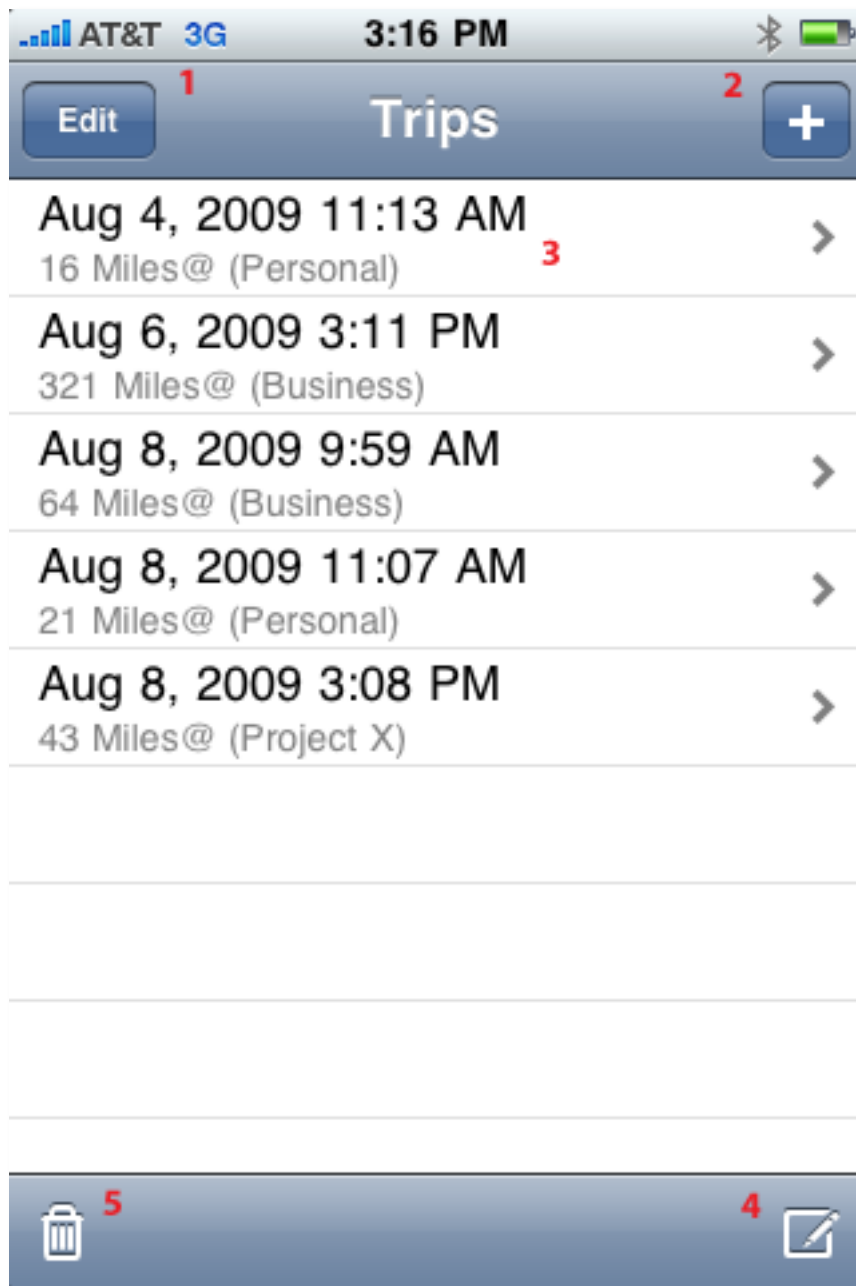 AT&T 3G 3:16 PM
1 2
Edit Trips +
Aug 4, 2009 11:13 AM
3
16 Miles@ (Personal)
Aug 6, 2009 3:11 PM
321 Miles@ (Business)
Aug 8, 2009 9:59 AM
64 Miles@ (Business)
Aug 8, 2009 11:07 AM
21 Miles@ (Personal)
Aug 8, 2009 3:08 PM
43 Miles@ (Project X)
5 4